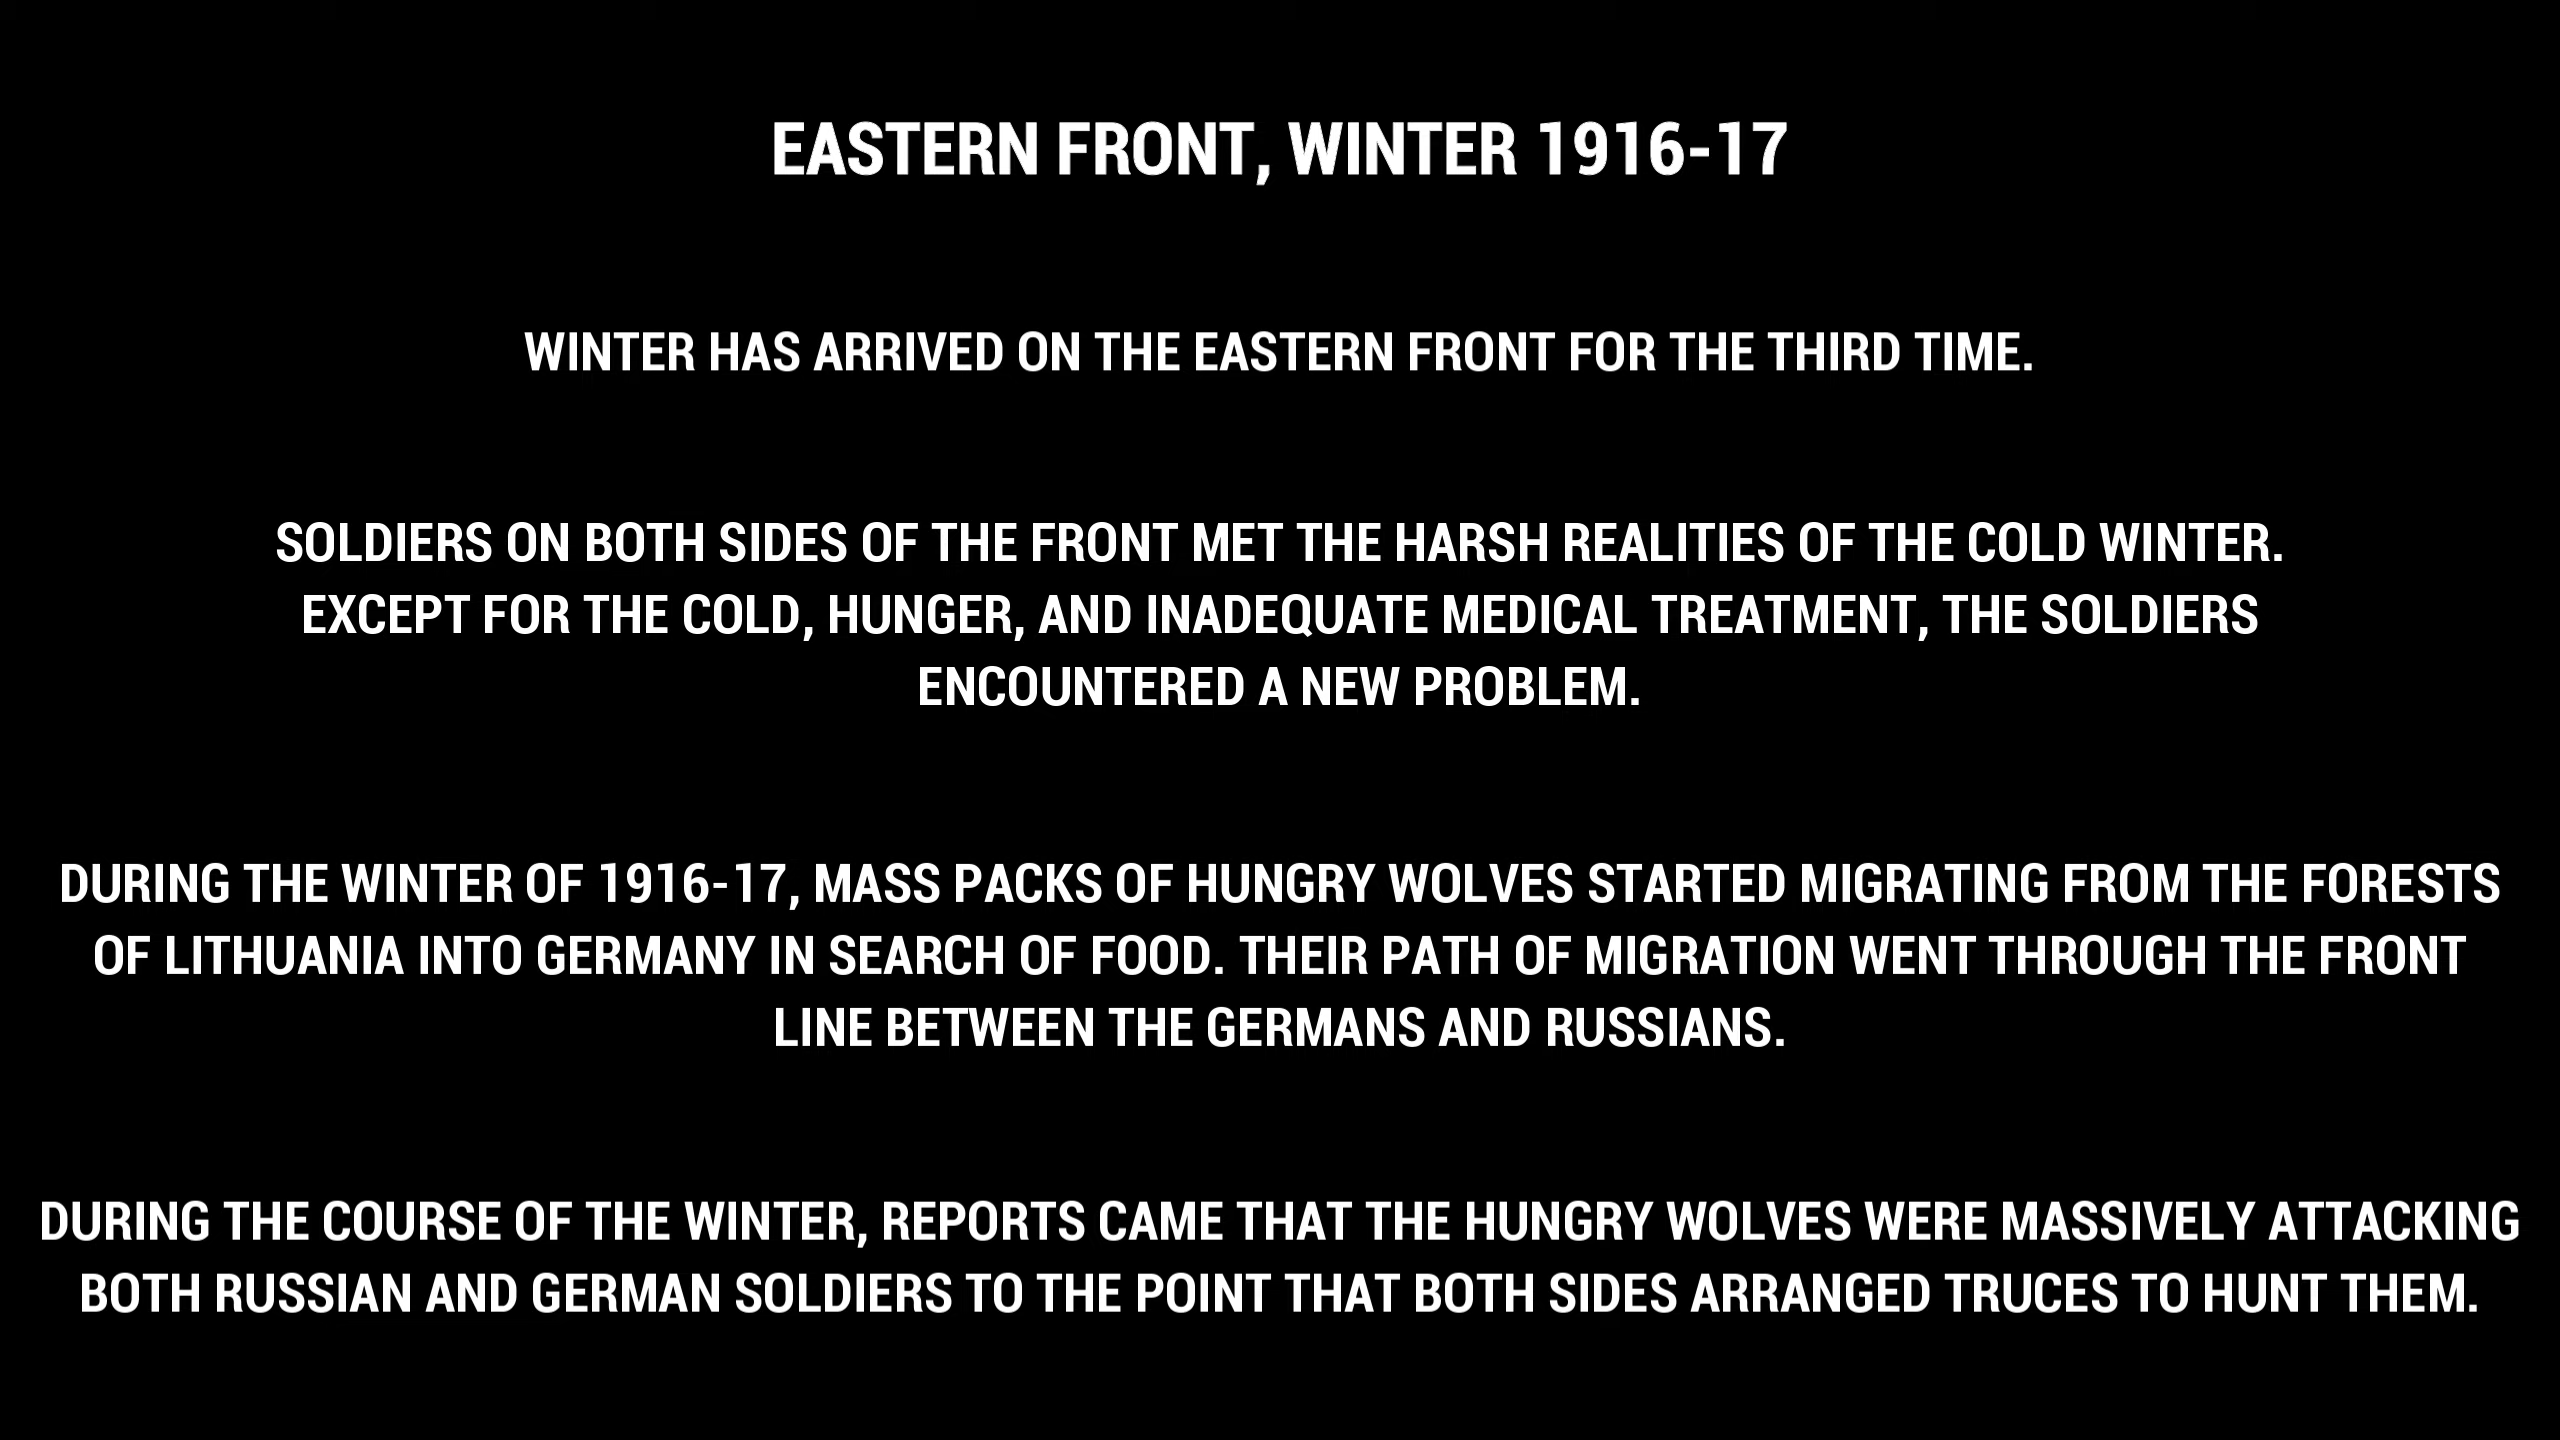 EASTERN FRONT, WINTER 1916-17
WINTER HAS ARRIVED ON THE EASTERN FRONT FOR THE THIRD TIME.
SOLDIERS ON BOTH SIDES OF THE FRONT MET THE HARSH REALITIES OF THE COLD WINTER.
EXCEPT FOR THE COLD, HUNGER, AND INADEQUATE MEDICAL TREATMENT, THE SOLDIERS
ENCOUNTERED A NEW PROBLEM.
DURING THE WINTER OF 1916-17, MASS PACKS OF HUNGRY WOLVES STARTED MIGRATING FROM THE FORESTS
OF LITHUANIA INTO GERMANY IN SEARCH OF FOOD. THEIR PATH OF MIGRATION WENT THROUGH THE FRONT
LINE BETWEEN THE GERMANS AND RUSSIANS.
DURING THE COURSE OF THE WINTER, REPORTS CAME THAT THE HUNGRY WOLVES WERE MASSIVELY ATTACKING
BOTH RUSSIAN AND GERMAN SOLDIERS TO THE POINT THAT BOTH SIDES ARRANGED TRUCES TO HUNT THEM.